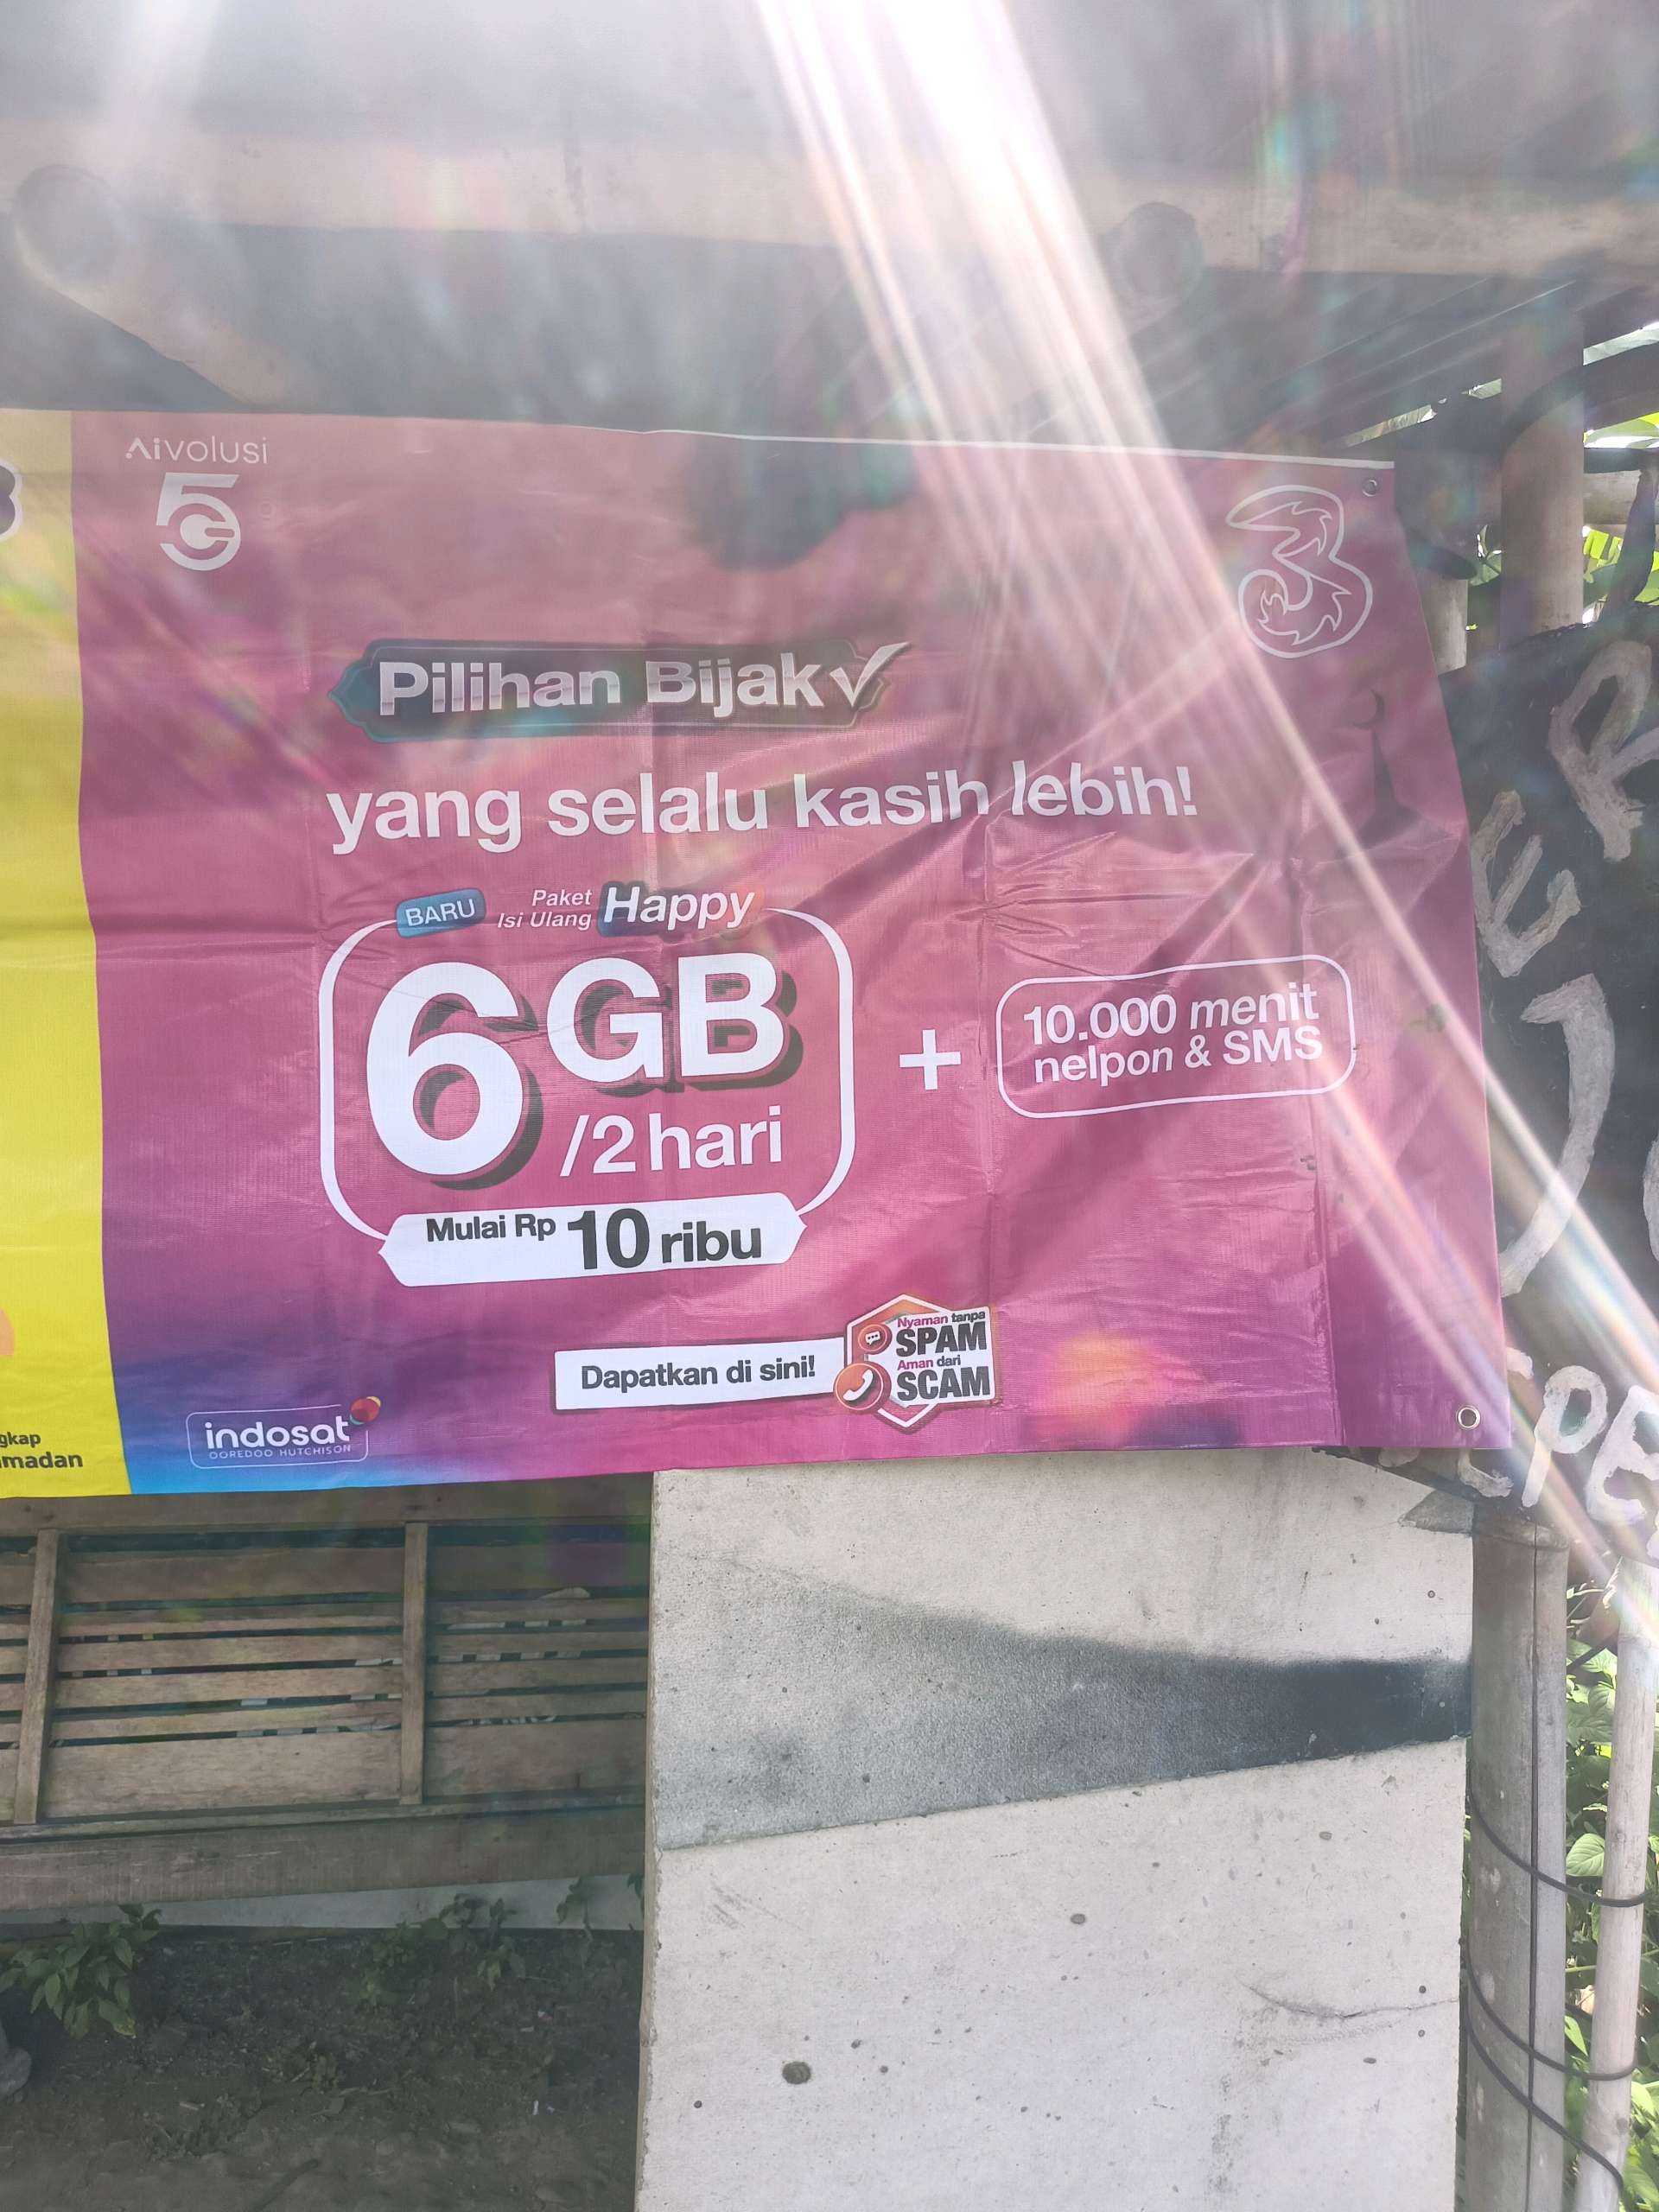 Aivolusi
5G
3
Pilihan Bijak
yang selalu kasih lebih!
BARU
Paket
Isi Ulang
Happy
6 GB
/2 hari
Mulai Rp 10 ribu
+
10.000 menit
nelpon & SMS
Dapatkan di sini!
Nyaman tanpa
SPAM
Aman dari
SCAM
indosat
OOREDOO HUTCHISON
gkap
madan